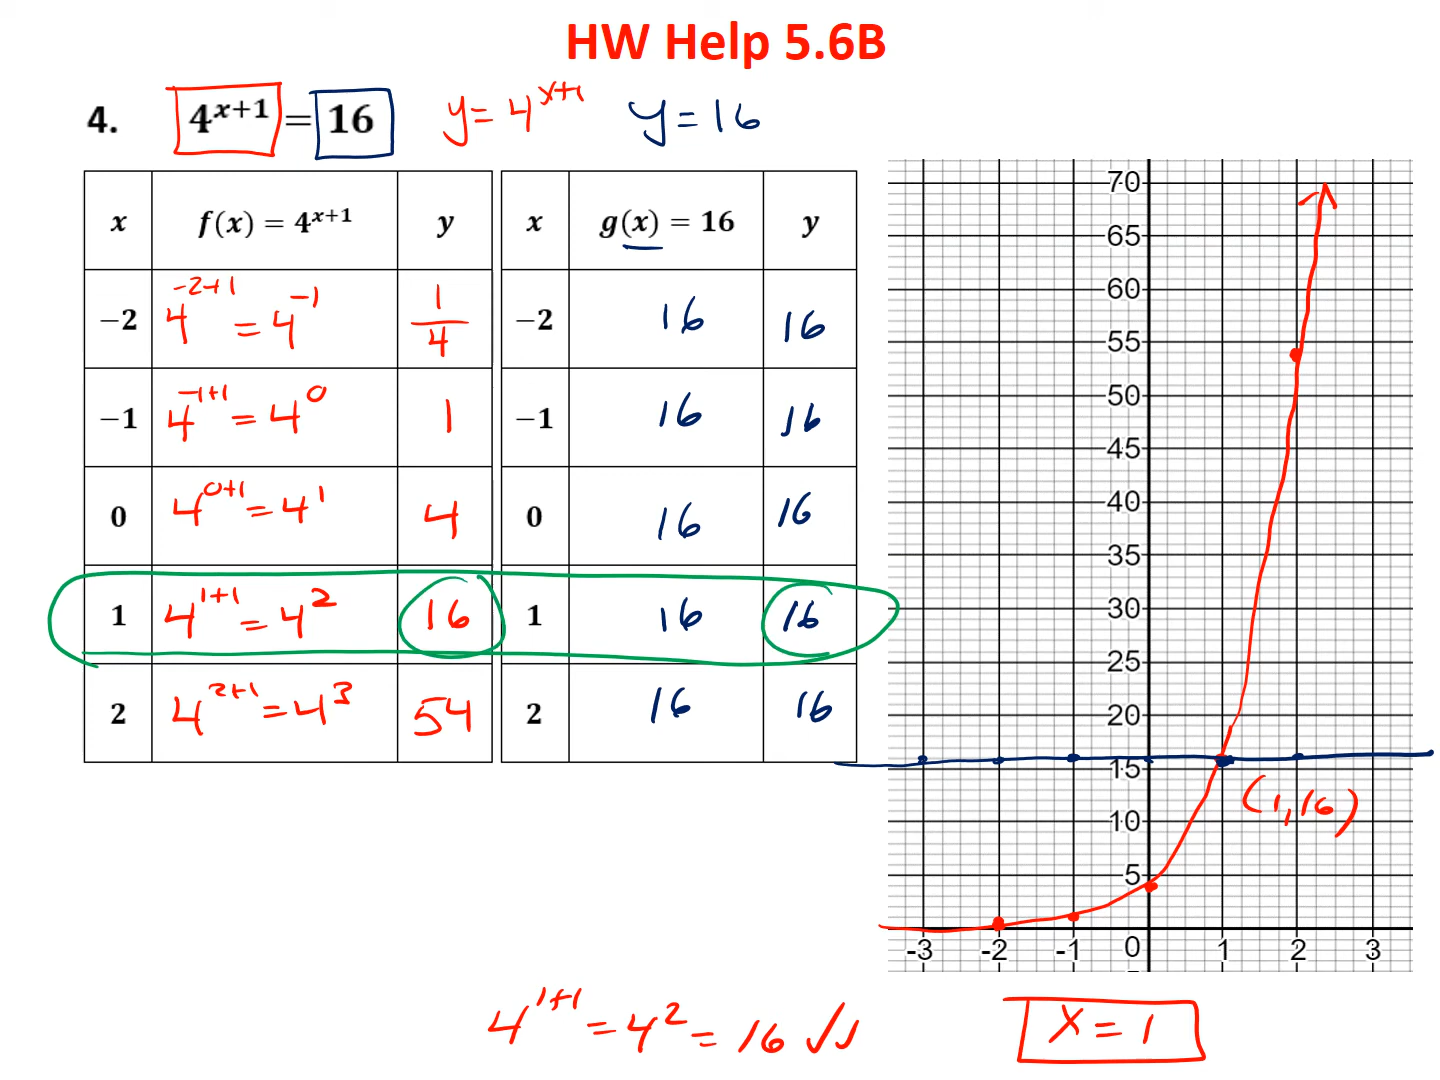 HW Help 5.6B
4. 4^{x+1} = 16 y = 4^{x+1} y = 16
x f(x) = 4^{x+1} y x g(x) = 16 y
−2 4^{-2+1} = 4^{-1} 1/4 −2 16 16
−1 4^{-1+1} = 4^0 1 −1 16 16
0 4^{0+1} = 4^1 4 0 16 16
1 4^{1+1} = 4^2 16 1 16 16
2 4^{2+1} = 4^3 54 2 16 16
70
65
60
55
50
45
40
35
30
25
20
15
(1,16)
10
5
-3 -2 -1 0 1 2 3
4^{1+1} = 4^2 = 16 ✓✓
x = 1